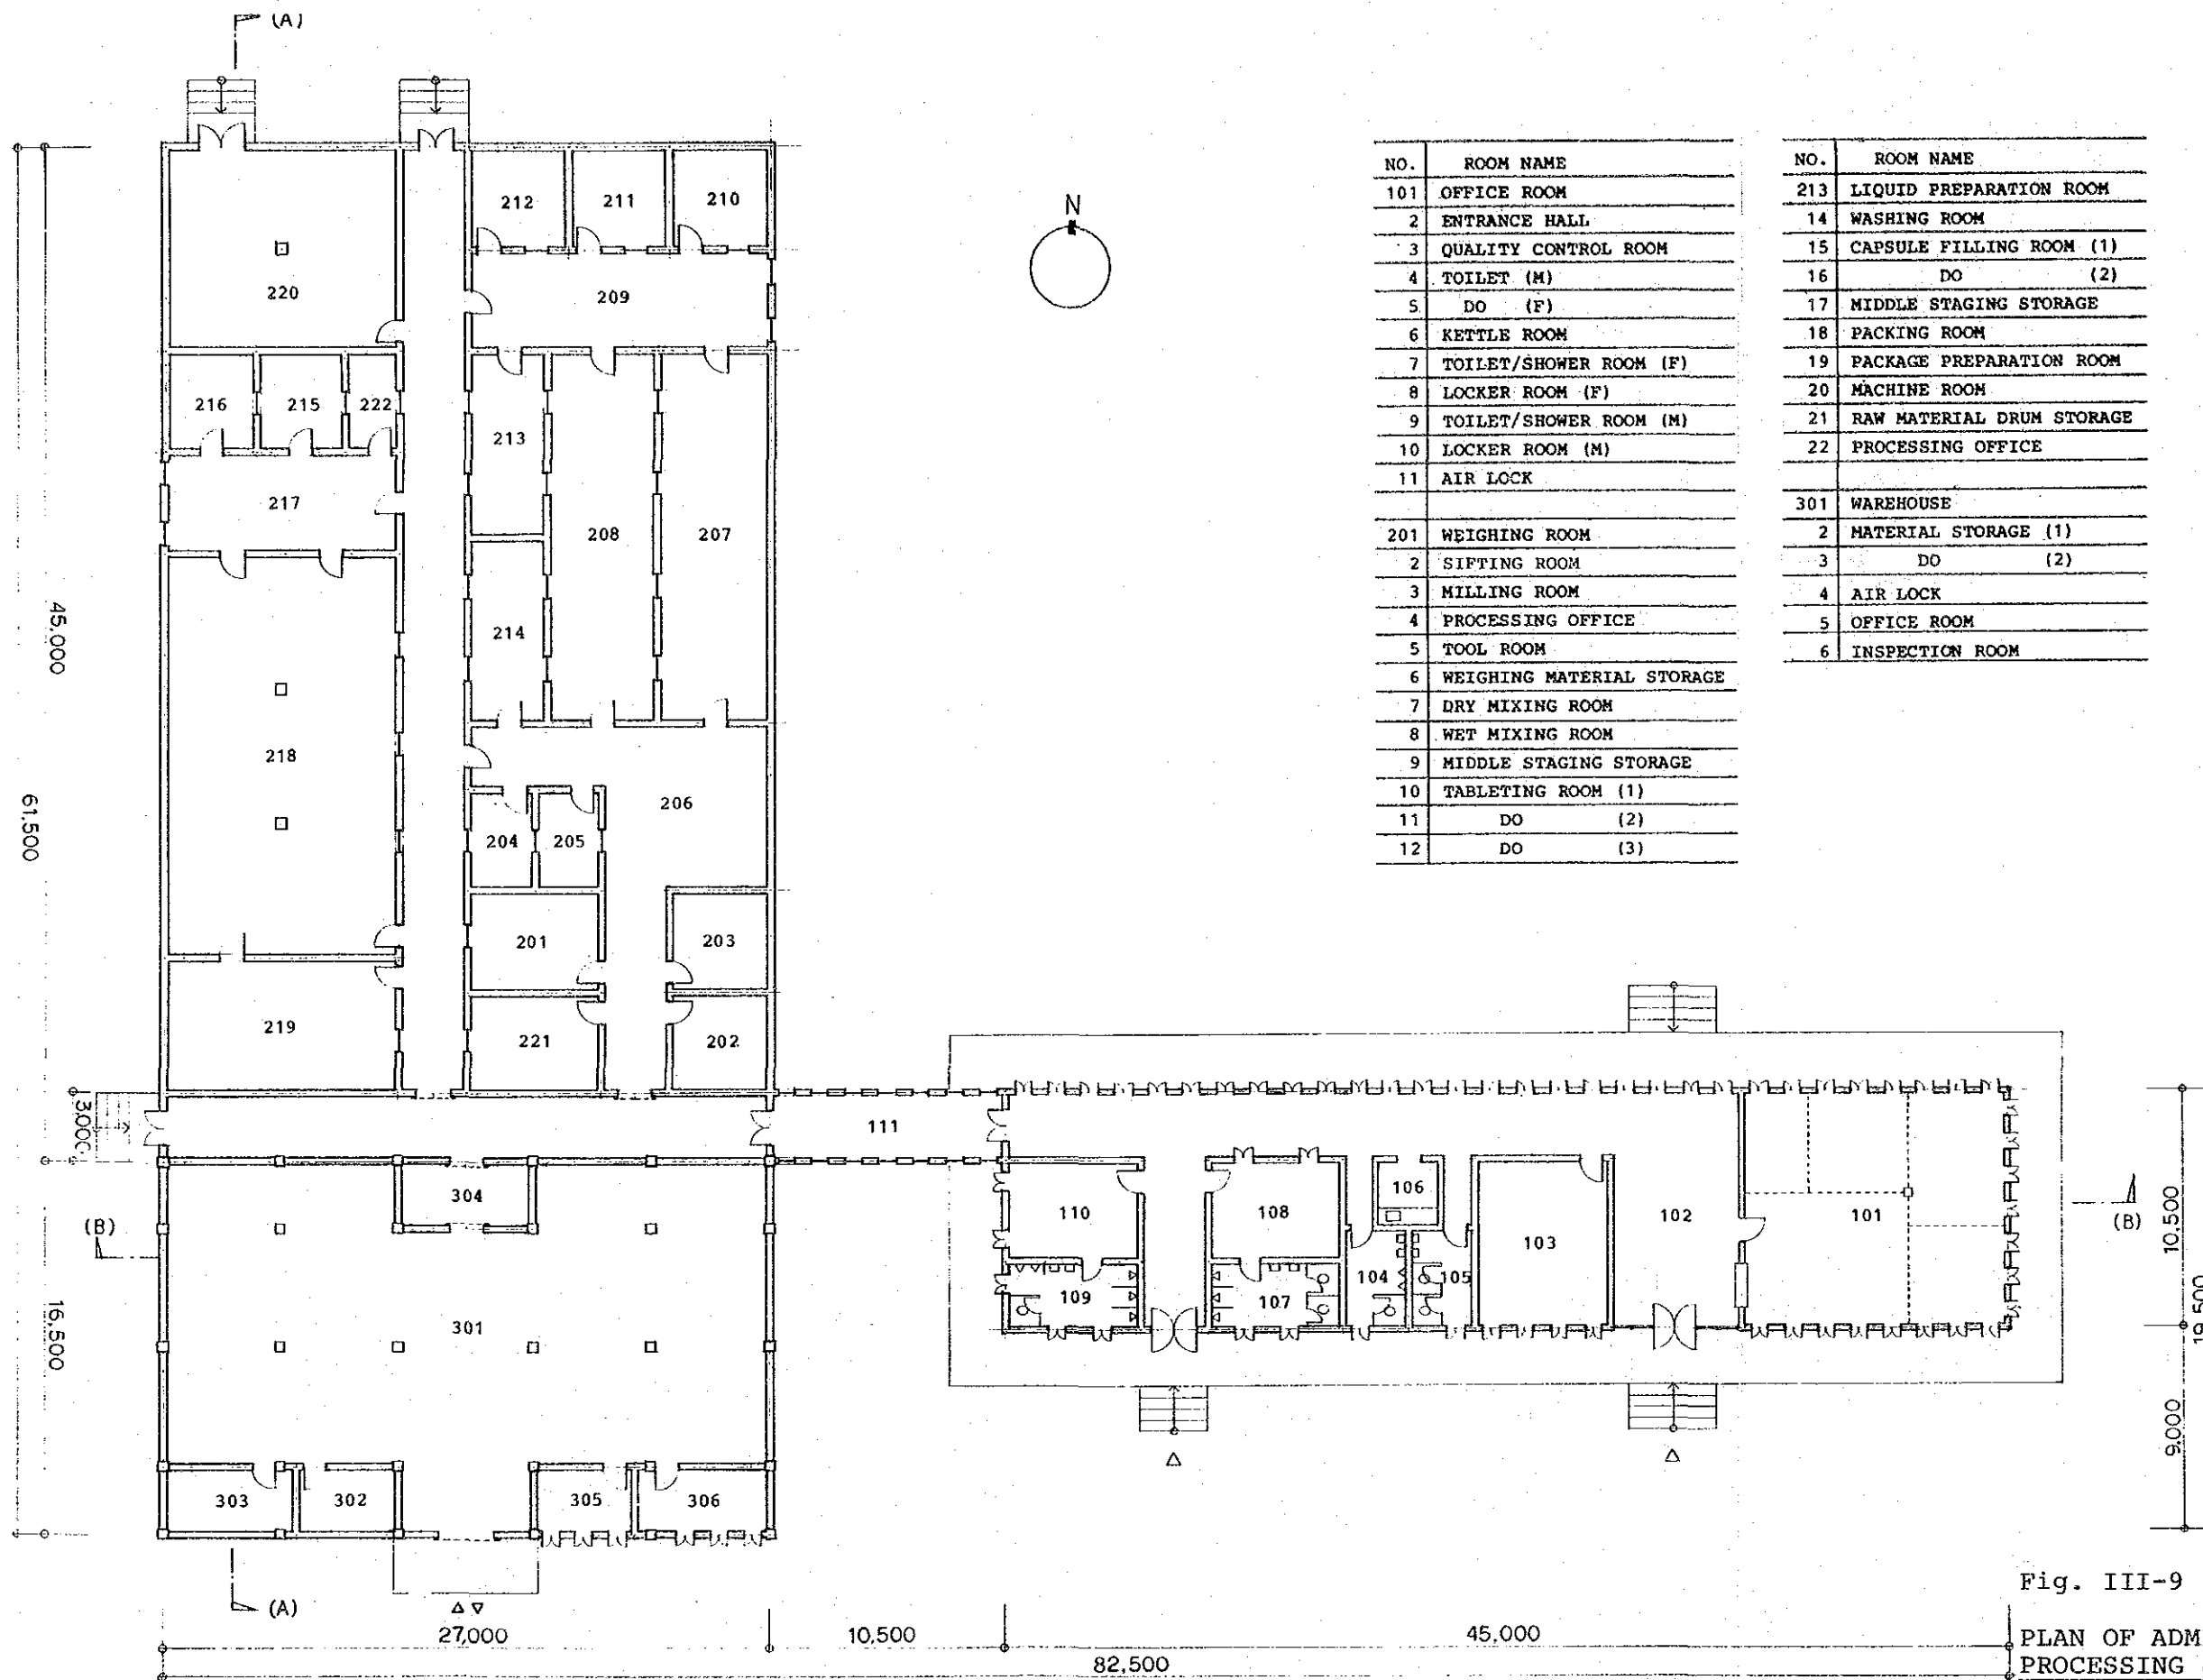 (A)
N
NO. ROOM NAME
101 OFFICE ROOM
2 ENTRANCE HALL
3 QUALITY CONTROL ROOM
4 TOILET (M)
5 DO (F)
6 KETTLE ROOM
7 TOILET/SHOWER ROOM (F)
8 LOCKER ROOM (F)
9 TOILET/SHOWER ROOM (M)
10 LOCKER ROOM (M)
11 AIR LOCK
201 WEIGHING ROOM
2 SIFTING ROOM
3 MILLING ROOM
4 PROCESSING OFFICE
5 TOOL ROOM
6 WEIGHING MATERIAL STORAGE
7 DRY MIXING ROOM
8 WET MIXING ROOM
9 MIDDLE STAGING STORAGE
10 TABLETING ROOM (1)
11 DO (2)
12 DO (3)
NO. ROOM NAME
213 LIQUID PREPARATION ROOM
14 WASHING ROOM
15 CAPSULE FILLING ROOM (1)
16 DO (2)
17 MIDDLE STAGING STORAGE
18 PACKING ROOM
19 PACKAGE PREPARATION ROOM
20 MACHINE ROOM
21 RAW MATERIAL DRUM STORAGE
22 PROCESSING OFFICE
301 WAREHOUSE
2 MATERIAL STORAGE (1)
3 DO (2)
4 AIR LOCK
5 OFFICE ROOM
6 INSPECTION ROOM
212 211 210
220
209
216 215 222
213
217
208 207
214
218
206
204 205
201
203
219
221
202
45,000
61,500
3,000
16,500
111
304
(B)
301
303 302 305 306
110
108
106
109
107
104
105
103
102
101
(B)
10,500
19,500
9,000
(A)
27,000
10,500
45,000
82,500
Fig. III-9
PLAN OF ADM
PROCESSING